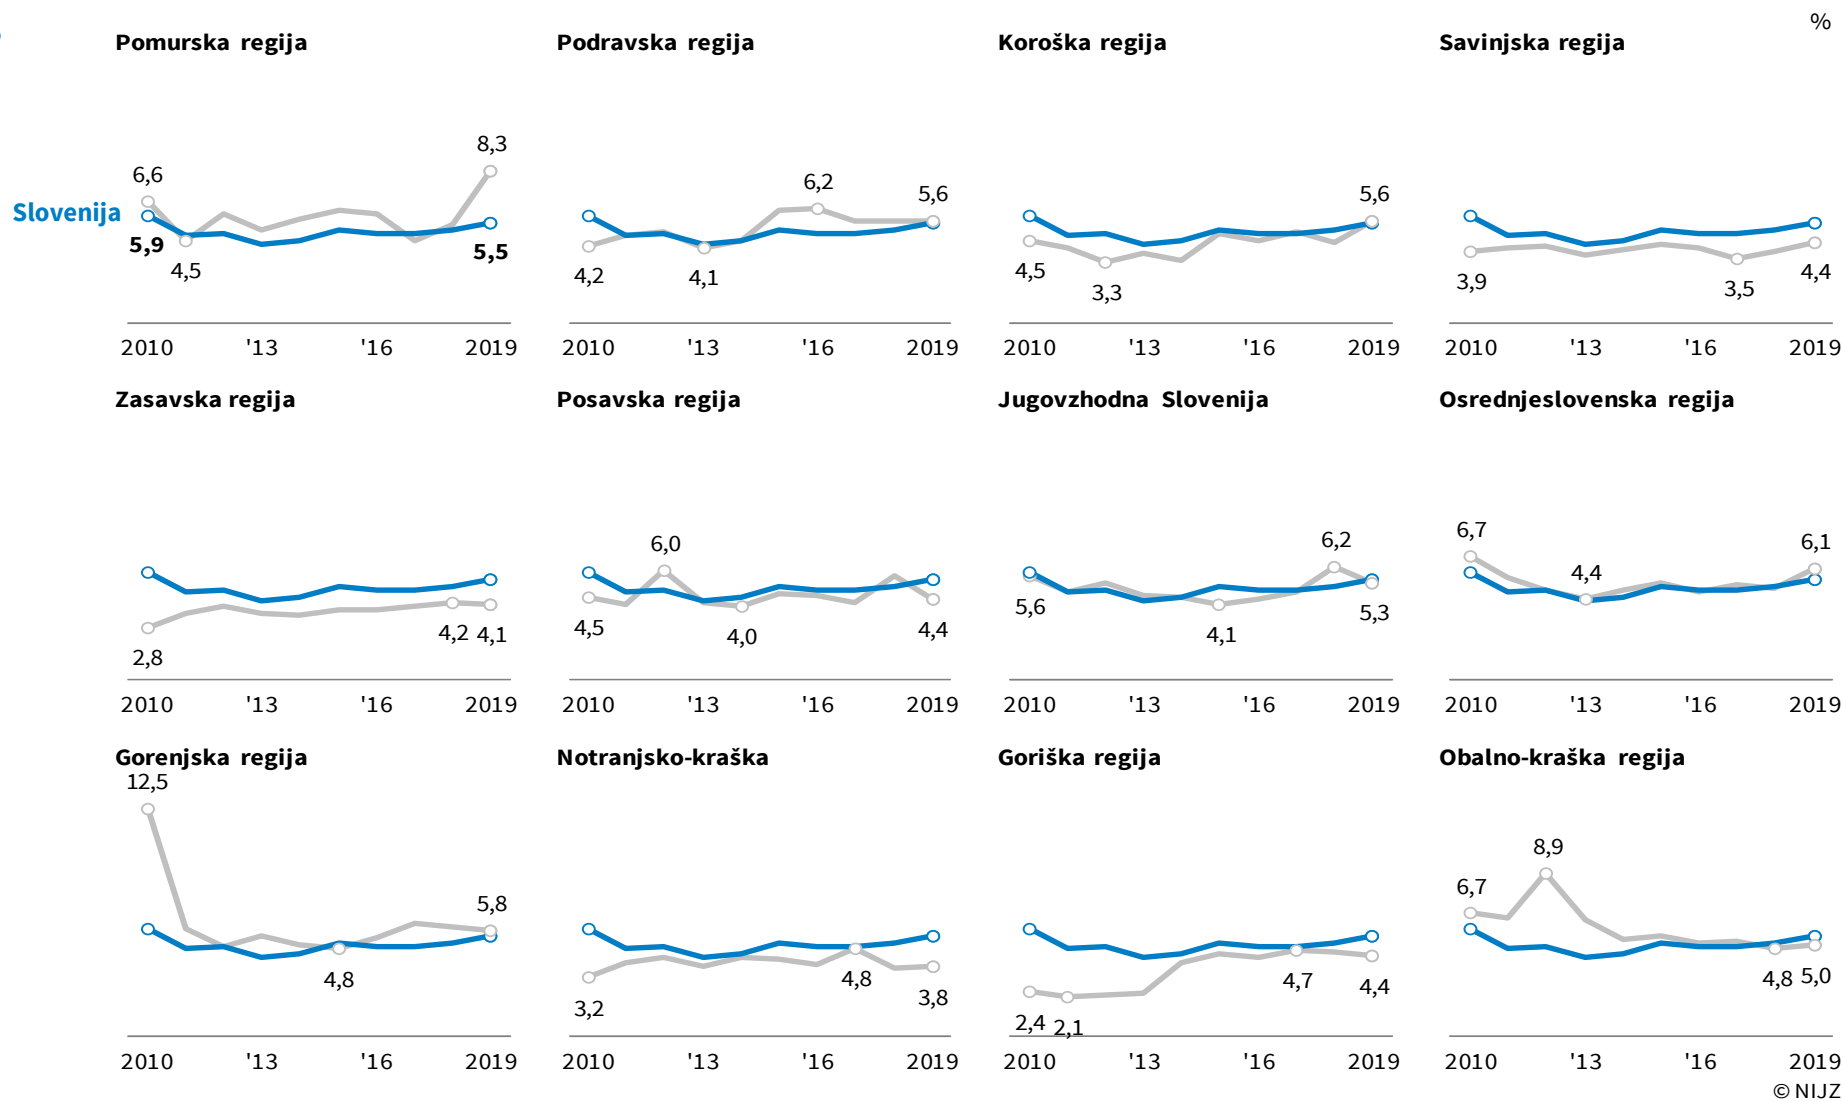 %
Pomurska regija
Podravska regija
Koroška regija
Savinjska regija
Slovenija
6,6
5,9
4,5
8,3
5,5
4,2
4,1
6,2
5,6
4,5
3,3
5,6
3,9
3,5
4,4
2010 '13 '16 2019
2010 '13 '16 2019
2010 '13 '16 2019
2010 '13 '16 2019
Zasavska regija
Posavska regija
Jugovzhodna Slovenija
Osrednjeslovenska regija
2,8
4,2
4,1
4,5
6,0
4,0
4,4
5,6
4,1
6,2
5,3
6,7
4,4
6,1
2010 '13 '16 2019
2010 '13 '16 2019
2010 '13 '16 2019
2010 '13 '16 2019
Gorenjska regija
Notranjsko-kraška
Goriška regija
Obalno-kraška regija
12,5
4,8
5,8
3,2
4,8
3,8
2,4
2,1
4,7
4,4
6,7
8,9
4,8
5,0
2010 '13 '16 2019
2010 '13 '16 2019
2010 '13 '16 2019
2010 '13 '16 2019
© NIJZ